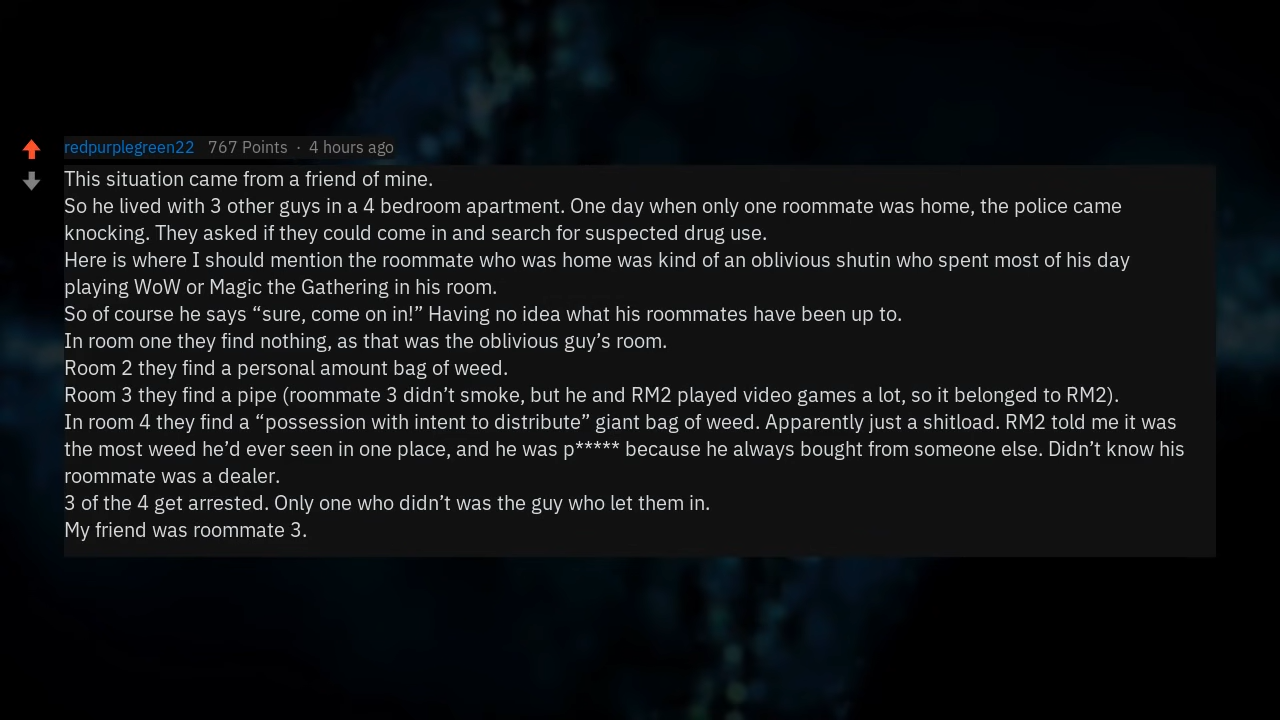 redpurplegreen22 767 Points · 4 hours ago
This situation came from a friend of mine.
So he lived with 3 other guys in a 4 bedroom apartment. One day when only one roommate was home, the police came
knocking. They asked if they could come in and search for suspected drug use.
Here is where I should mention the roommate who was home was kind of an oblivious shutin who spent most of his day
playing WoW or Magic the Gathering in his room.
So of course he says “sure, come on in!” Having no idea what his roommates have been up to.
In room one they find nothing, as that was the oblivious guy’s room.
Room 2 they find a personal amount bag of weed.
Room 3 they find a pipe (roommate 3 didn’t smoke, but he and RM2 played video games a lot, so it belonged to RM2).
In room 4 they find a “possession with intent to distribute” giant bag of weed. Apparently just a shitload. RM2 told me it was
the most weed he’d ever seen in one place, and he was p***** because he always bought from someone else. Didn’t know his
roommate was a dealer.
3 of the 4 get arrested. Only one who didn’t was the guy who let them in.
My friend was roommate 3.